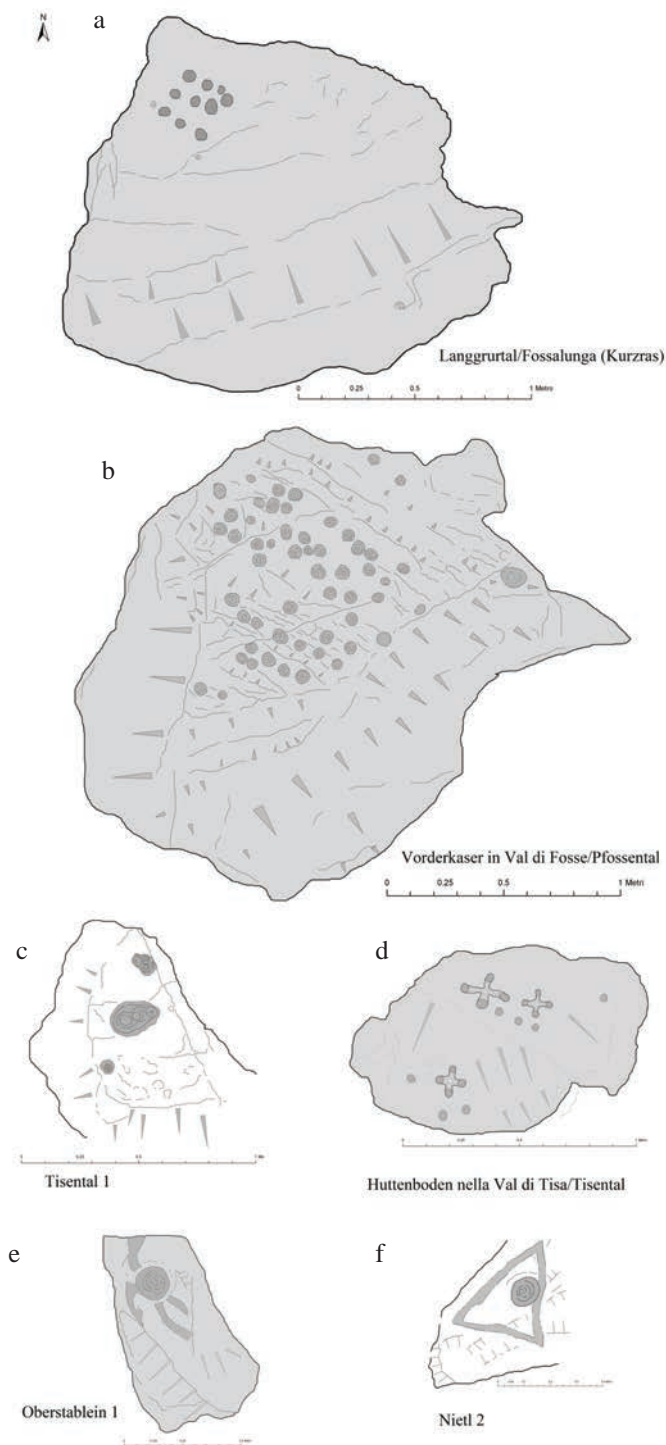 N
a
Langgrurtal/Fossalunga (Kurzras)
0 0.25 0.5 1 Metro
b
Vorderkaser in Val di Fosse/Pfossental
0 0.25 0.5 1 Metri
c
d
Tisental 1
Huttenboden nella Val di Tisa/Tisental
e
f
Oberstablein 1
Nietl 2